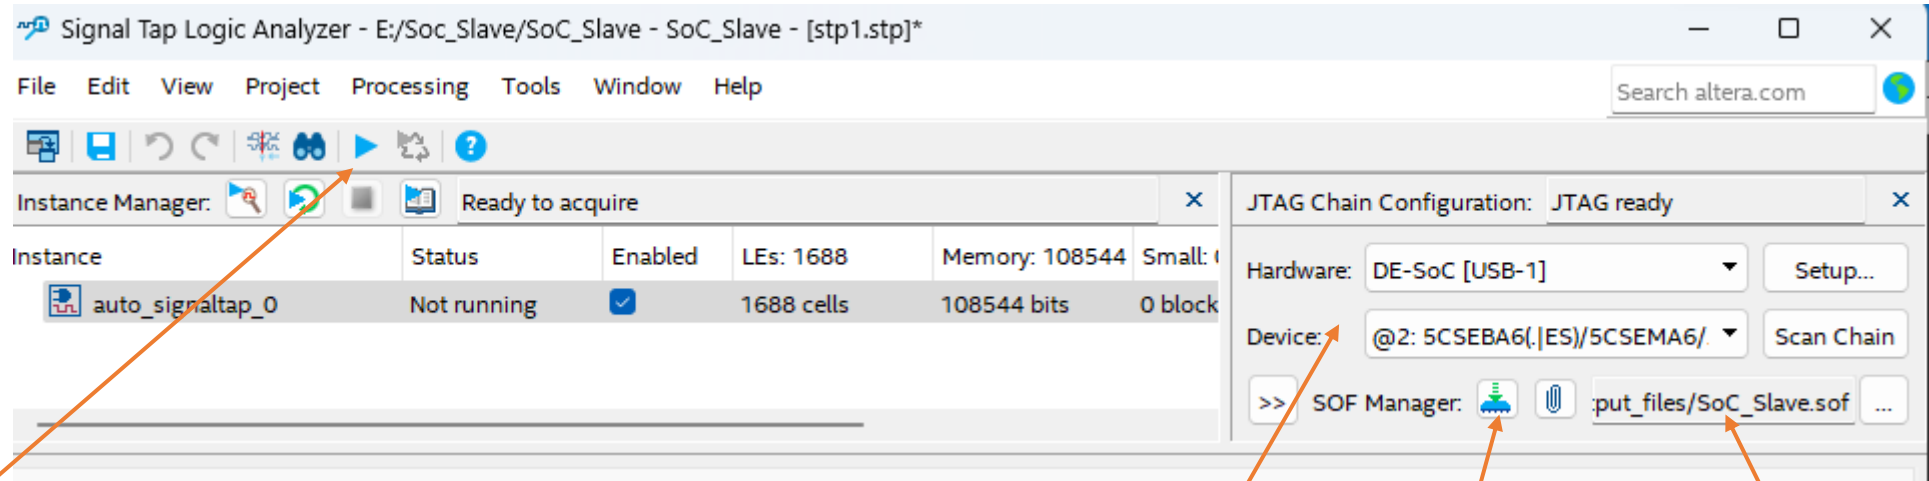 Signal Tap Logic Analyzer - E:/Soc_Slave/SoC_Slave - SoC_Slave - [stp1.stp]*
File Edit View Project Processing Tools Window Help
Search altera.com
Instance Manager: Ready to acquire
JTAG Chain Configuration: JTAG ready
Instance Status Enabled LEs: 1688 Memory: 108544 Small:
auto_signaltap_0 Not running 1688 cells 108544 bits 0 block
Hardware: DE-SoC [USB-1] Setup...
Device: @2: 5CSEBA6(.|ES)/5CSEMA6/. Scan Chain
>> SOF Manager: put_files/SoC_Slave.sof ...